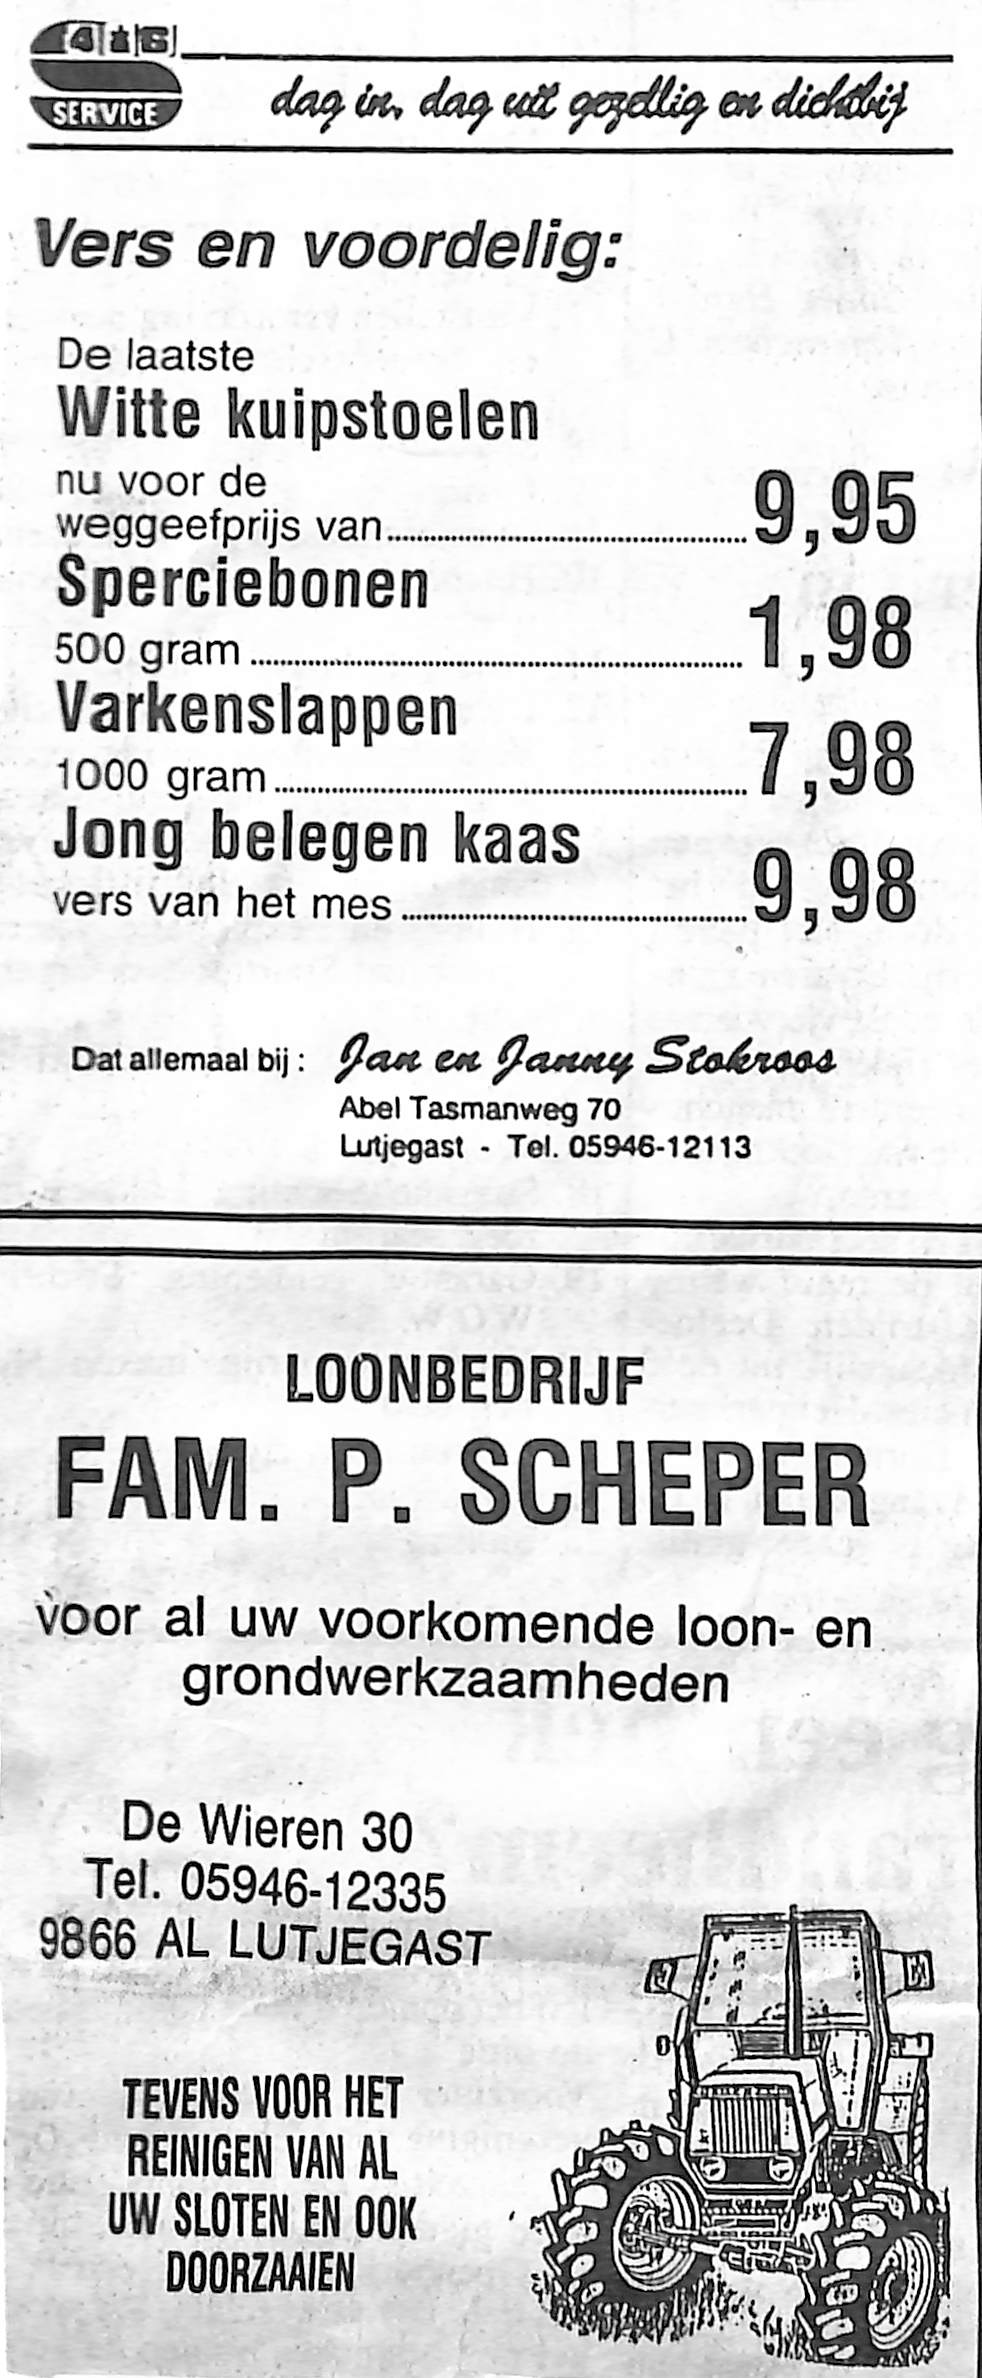 4=6
SERVICE
dag in, dag uit gezellig en dichtbij
Vers en voordelig:
De laatste
Witte kuipstoelen
nu voor de
weggeefprijs van 9,95
Sperciebonen
500 gram 1,98
Varkenslappen
1000 gram 7,98
Jong belegen kaas
vers van het mes 9,98
Dat allemaal bij : Jan en Janny Stokroos
Abel Tasmanweg 70
Lutjegast - Tel. 05946-12113
LOONBEDRIJF
FAM. P. SCHEPER
voor al uw voorkomende loon- en
grondwerkzaamheden
De Wieren 30
Tel. 05946-12335
9866 AL LUTJEGAST
TEVENS VOOR HET
REINIGEN VAN AL
UW SLOTEN EN OOK
DOORZAAIEN